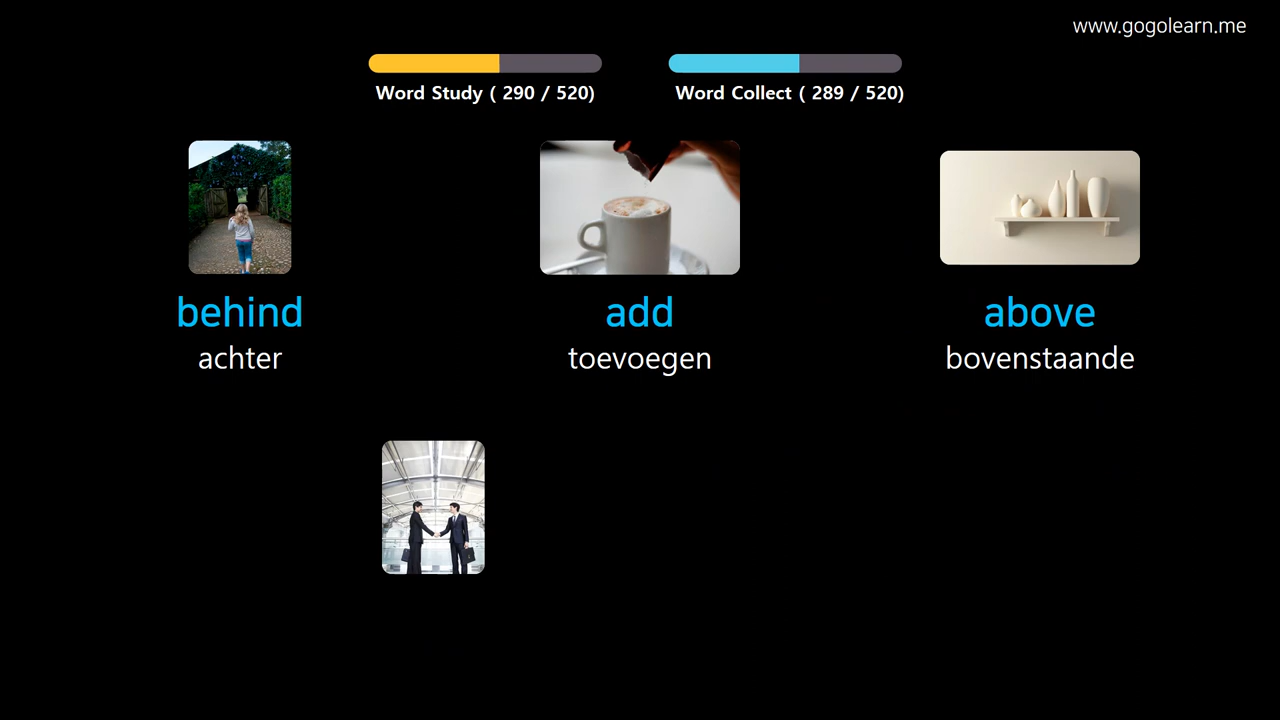 www.gogolearn.me
Word Study ( 290 / 520)
Word Collect ( 289 / 520)
behind
add
above
achter
toevoegen
bovenstaande